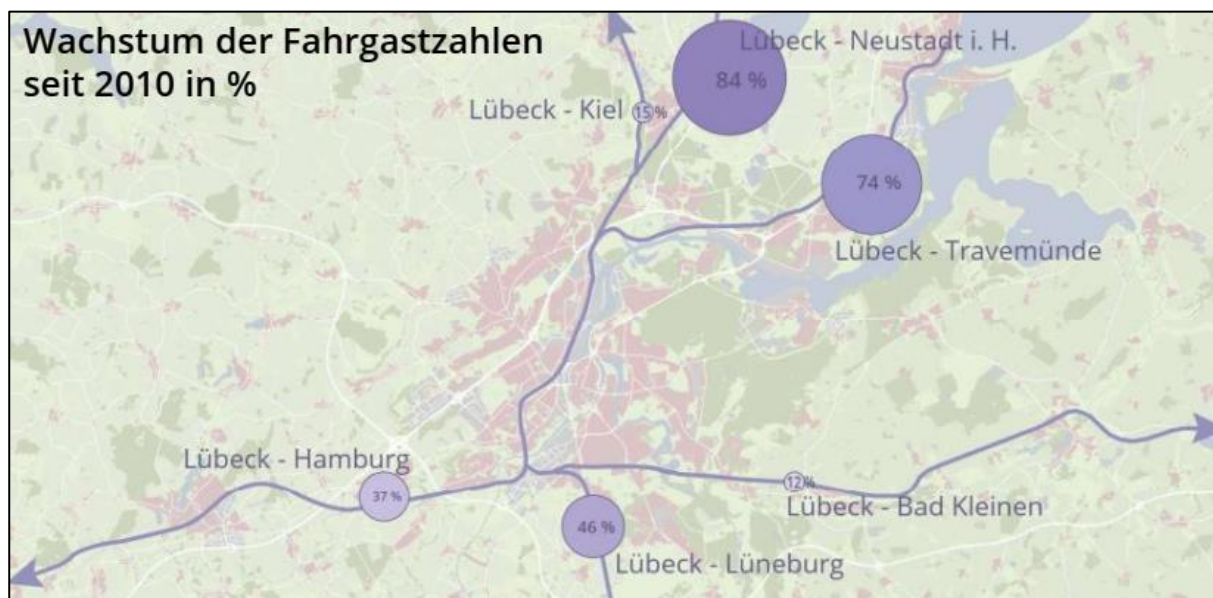 Wachstum der Fahrgastzahlen
seit 2010 in %
Lübeck - Neustadt i. H.
84 %
Lübeck - Kiel
15 %
74 %
Lübeck - Travemünde
Lübeck - Hamburg
37 %
12 %
Lübeck - Bad Kleinen
46 %
Lübeck - Lüneburg